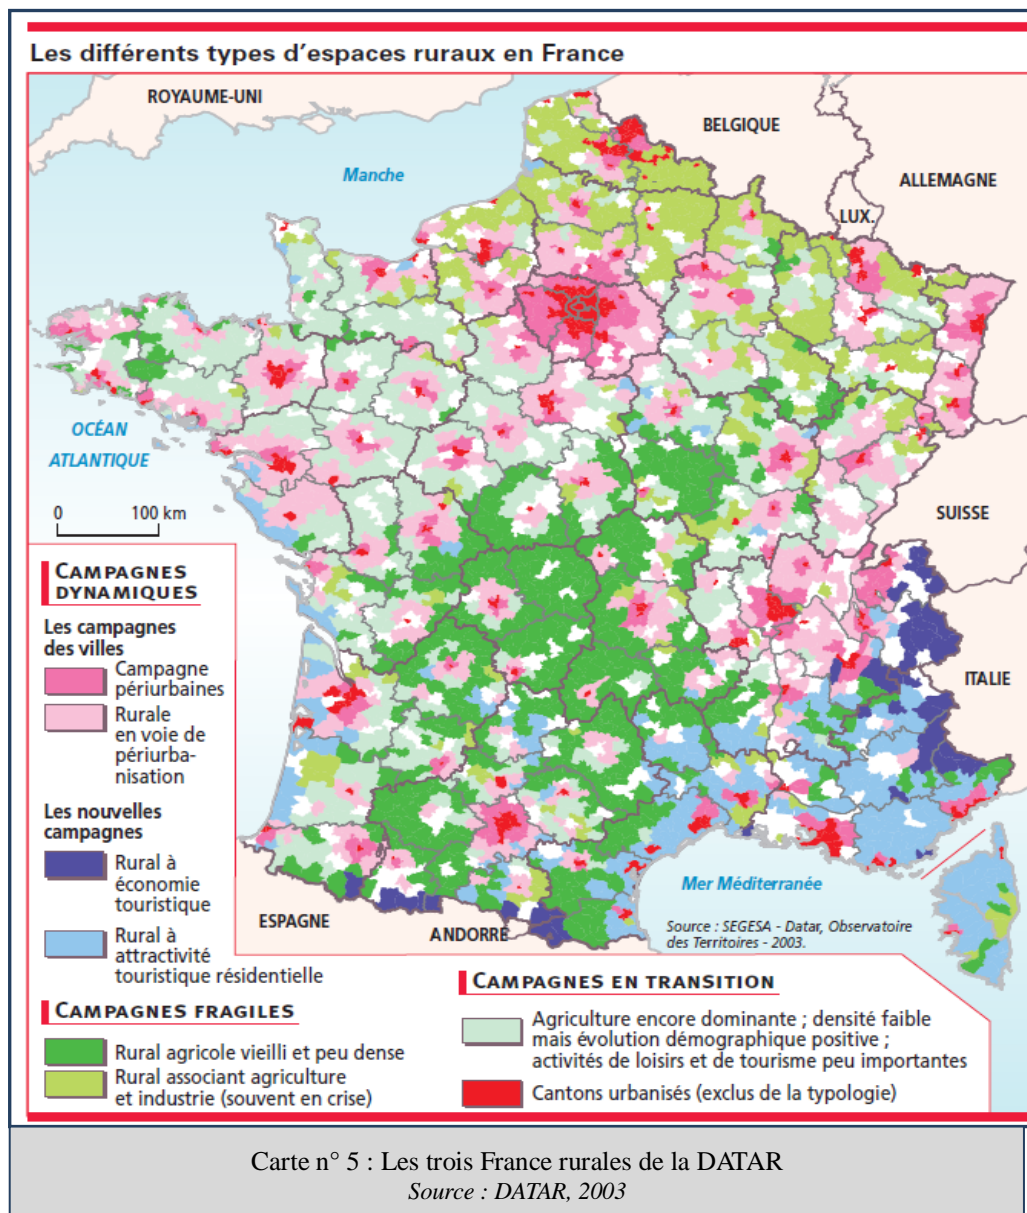 Les différents types d'espaces ruraux en France
ROYAUME-UNI
BELGIQUE
Manche
ALLEMAGNE
LUX.
OCÉAN
ATLANTIQUE
0 100 km
SUISSE
ITALIE
CAMPAGNES
DYNAMIQUES
Les campagnes
des villes
Campagne
périurbaines
Rurale
en voie de
périurba-
nisation
Les nouvelles
campagnes
Rural à
économie
touristique
Rural à
attractivité
touristique résidentielle
ESPAGNE
ANDORRE
Mer Méditerranée
Source : SEGESA - Datar, Observatoire
des Territoires - 2003.
CAMPAGNES FRAGILES
Rural agricole vieilli et peu dense
Rural associant agriculture
et industrie (souvent en crise)
CAMPAGNES EN TRANSITION
Agriculture encore dominante ; densité faible
mais évolution démographique positive ;
activités de loisirs et de tourisme peu importantes
Cantons urbanisés (exclus de la typologie)
Carte n° 5 : Les trois France rurales de la DATAR
Source : DATAR, 2003